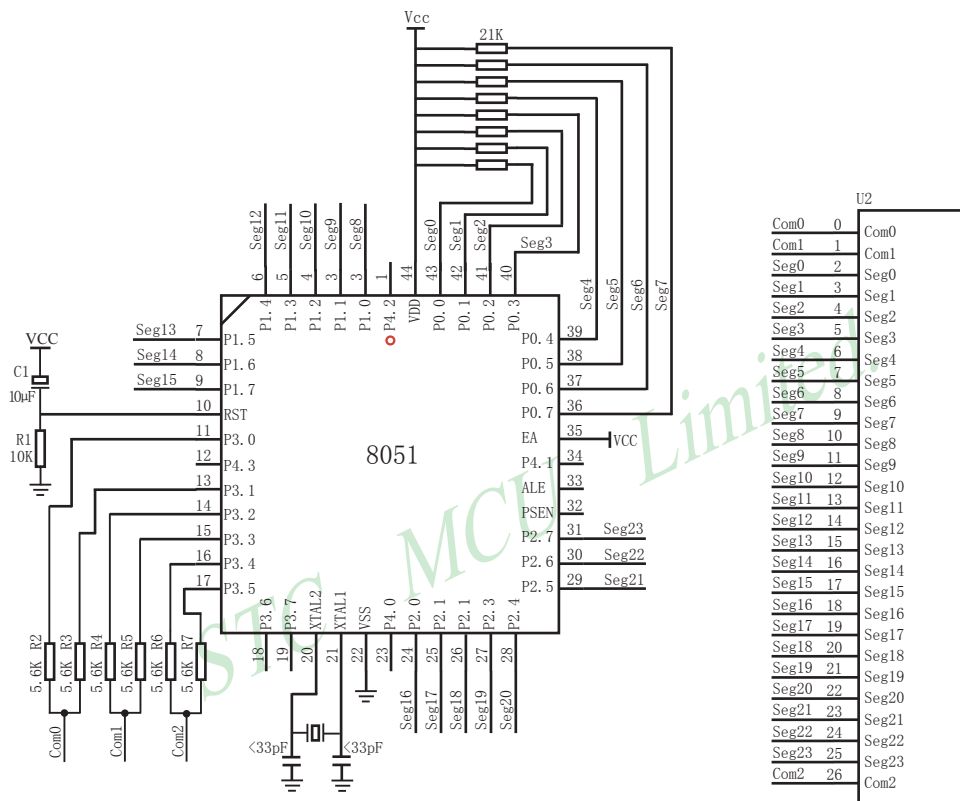 Vcc
21K
Seg12
Seg11
Seg10
Seg9
Seg8
Seg0
Seg1
Seg2
Seg3
Seg4
Seg5
Seg6
Seg7
6
5
4
3
3
1
44
43
42
41
40
P1.4
P1.3
P1.2
P1.1
P1.0
P4.2
VDD
P0.0
P0.1
P0.2
P0.3
Seg13 7 P1.5
Seg14 8 P1.6
Seg15 9 P1.7
10 RST
11 P3.0
12 P4.3
13 P3.1
14 P3.2
15 P3.3
16 P3.4
17 P3.5
VCC
C1
10μF
R1
10K
8051
P0.4 39
P0.5 38
P0.6 37
P0.7 36
EA 35 VCC
P4.1 34
ALE 33
PSEN 32
P2.7 31 Seg23
P2.6 30 Seg22
P2.5 29 Seg21
P3.6
P3.7
XTAL2
XTAL1
VSS
P4.0
P2.0
P2.1
P2.1
P2.3
P2.4
18
19
20
21
22
23
24
25
26
27
28
Seg16
Seg17
Seg18
Seg19
Seg20
5.6K R2
5.6K R3
5.6K R4
5.6K R5
5.6K R6
5.6K R7
Com0
Com1
Com2
<33pF
<33pF
STC MCU Limited.
U2
Com0 0 Com0
Com1 1 Com1
Seg0 2 Seg0
Seg1 3 Seg1
Seg2 4 Seg2
Seg3 5 Seg3
Seg4 6 Seg4
Seg5 7 Seg5
Seg6 8 Seg6
Seg7 9 Seg7
Seg8 10 Seg8
Seg9 11 Seg9
Seg10 12 Seg10
Seg11 13 Seg11
Seg12 14 Seg12
Seg13 15 Seg13
Seg14 16 Seg14
Seg15 17 Seg15
Seg16 18 Seg16
Seg17 19 Seg17
Seg18 20 Seg18
Seg19 21 Seg19
Seg20 22 Seg20
Seg21 23 Seg21
Seg22 24 Seg22
Seg23 25 Seg23
Com2 26 Com2